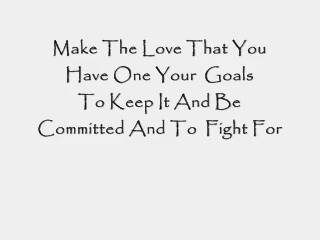 Make The Love That You
Have One Your Goals
To Keep It And Be
Committed And To Fight For